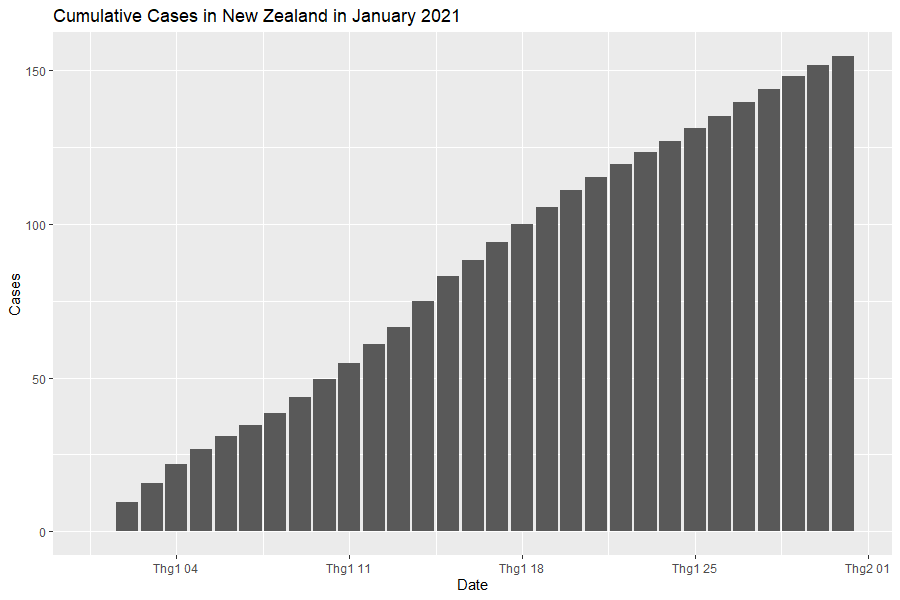 Cumulative Cases in New Zealand in January 2021
150
100
50
0
Cases
Thg1 04
Thg1 11
Thg1 18
Thg1 25
Thg2 01
Date